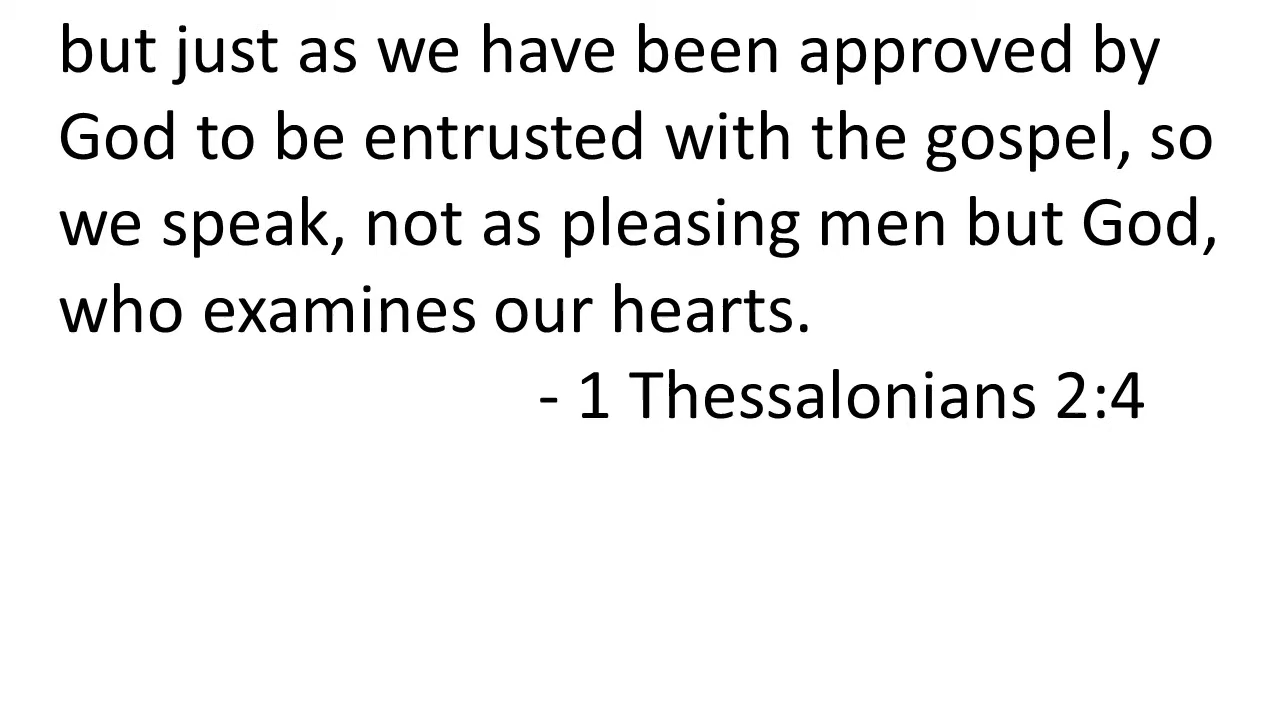 but just as we have been approved by
God to be entrusted with the gospel, so
we speak, not as pleasing men but God,
who examines our hearts.
- 1 Thessalonians 2:4